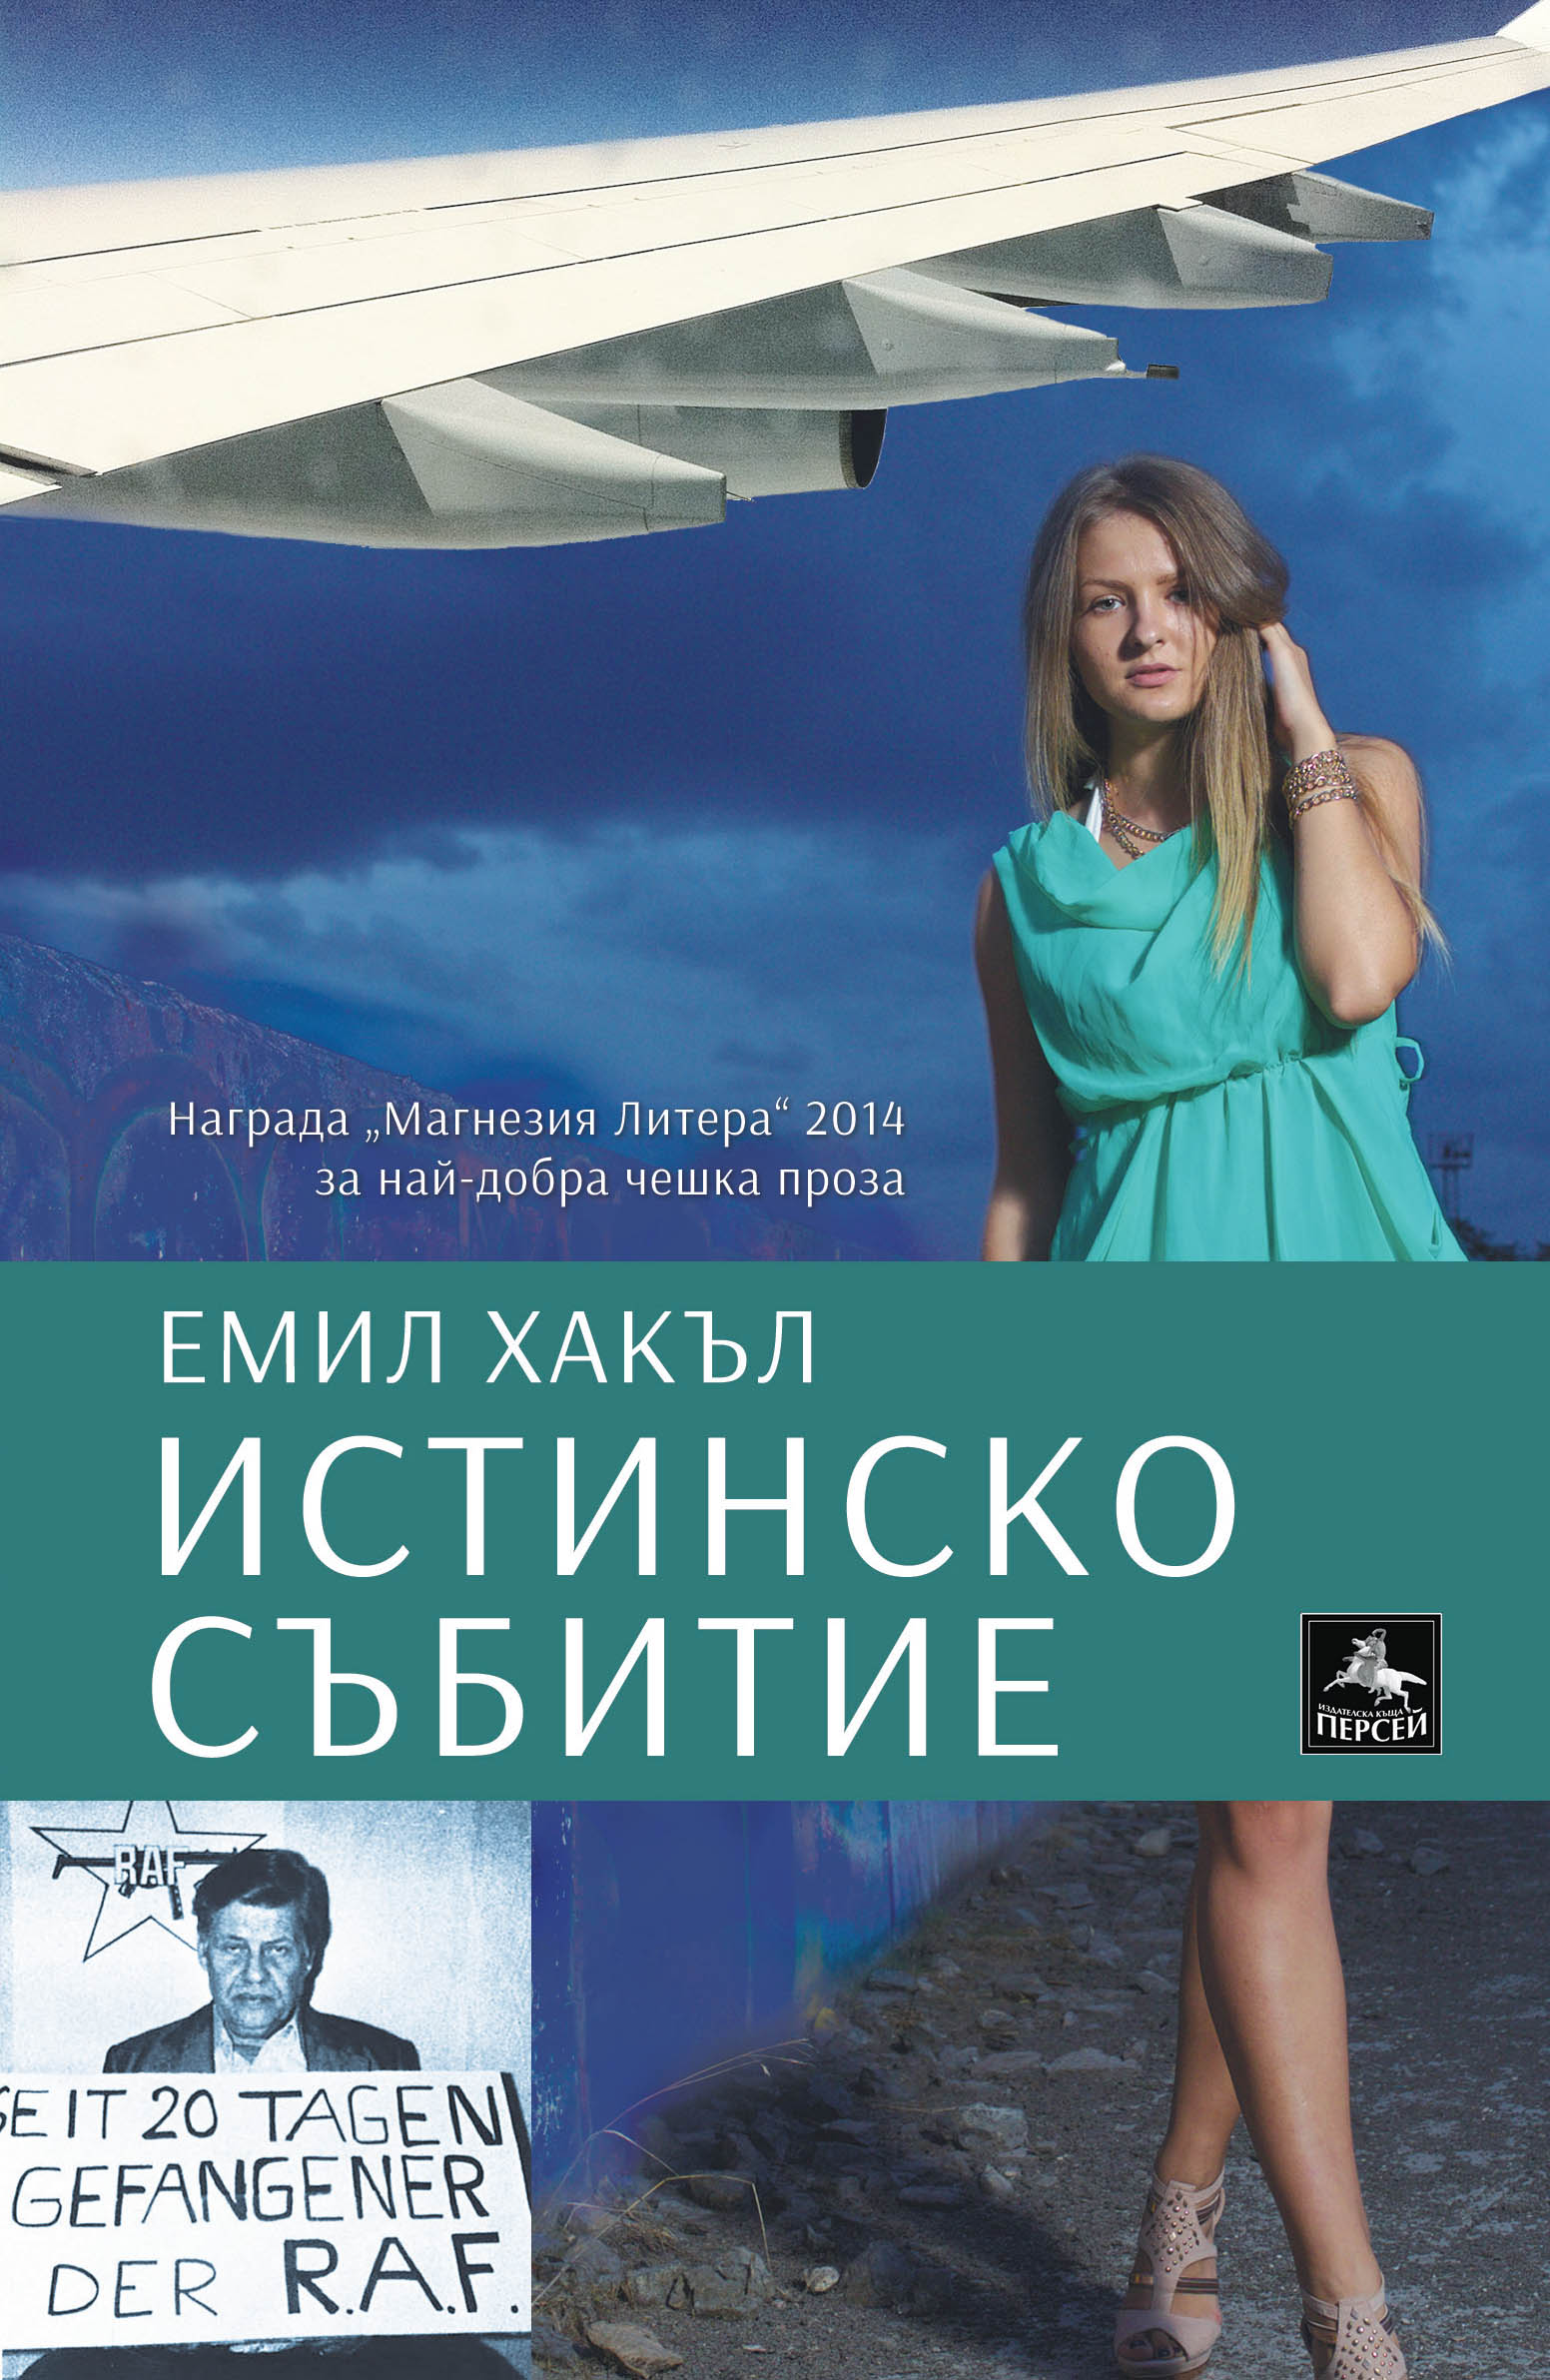 Награда „Магнезия Литера“ 2014
за най-добра чешка проза
ЕМИЛ ХАКЪЛ
ИСТИНСКО
СЪБИТИЕ
ИЗДАТЕЛСКА КЪЩА
ПЕРСЕЙ
RAF
SEIT 20 TAGEN
GEFANGENER
DER R.A.F.